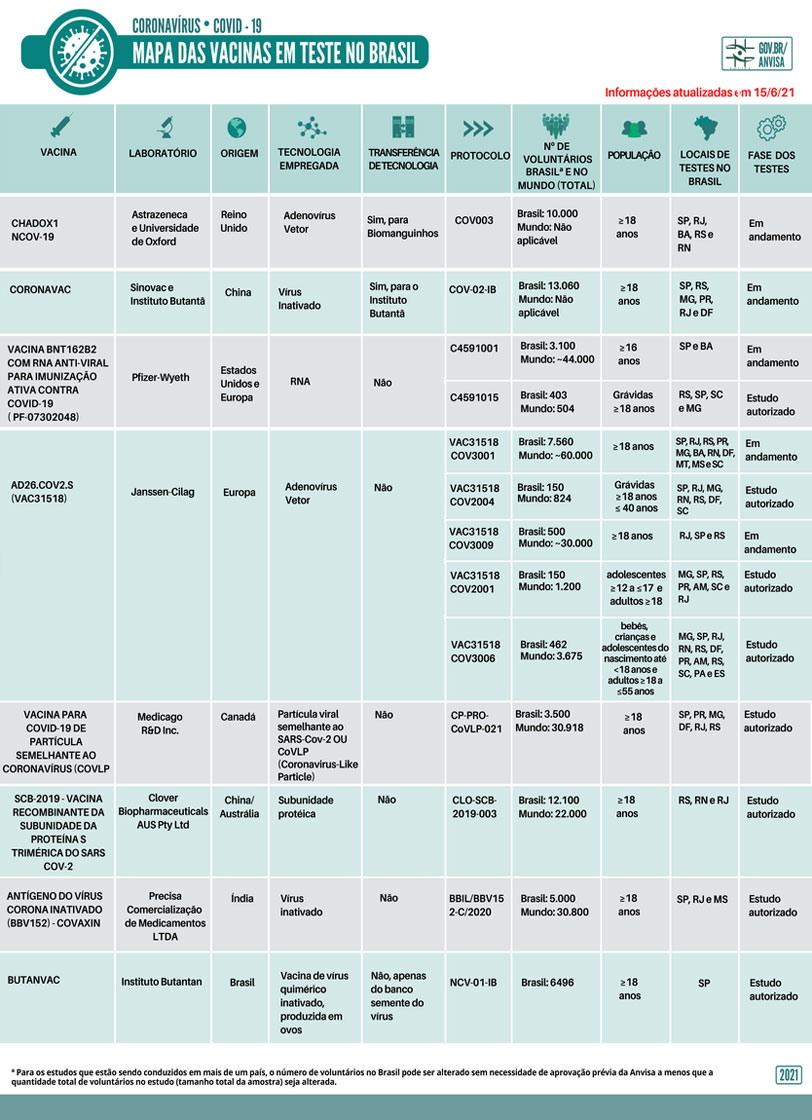 CORONAVÍRUS • COVID - 19
MAPA DAS VACINAS EM TESTE NO BRASIL
GOV.BR/
ANVISA
Informações atualizadas em 15/6/21
VACINA
LABORATÓRIO
ORIGEM
TECNOLOGIA
EMPREGADA
TRANSFERÊNCIA
DE TECNOLOGIA
PROTOCOLO
Nº DE
VOLUNTÁRIOS
BRASILª E NO
MUNDO (TOTAL)
POPULAÇÃO
LOCAIS DE
TESTES NO
BRASIL
FASE DOS
TESTES
CHADOX1
NCOV-19
Astrazeneca
e Universidade
de Oxford
Reino
Unido
Adenovírus
Vetor
Sim, para
Biomanguinhos
COV003
Brasil: 10.000
Mundo: Não
aplicável
≥18
anos
SP, RJ,
BA, RS e
RN
Em
andamento
CORONAVAC
Sinovac e
Instituto Butantã
China
Vírus
Inativado
Sim, para o
Instituto
Butantã
COV-02-IB
Brasil: 13.060
Mundo: Não
aplicável
≥18
anos
SP, RS,
MG, PR,
RJ e DF
Em
andamento
VACINA BNT162B2
COM RNA ANTI-VIRAL
PARA IMUNIZAÇÃO
ATIVA CONTRA
COVID-19
( PF-07302048)
Pfizer-Wyeth
Estados
Unidos e
Europa
RNA
Não
C4591001
Brasil: 3.100
Mundo: ~44.000
≥16
anos
SP e BA
Em
andamento
C4591015
Brasil: 403
Mundo: 504
Grávidas
≥18 anos
RS, SP, SC
e MG
Estudo
autorizado
AD26.COV2.S
(VAC31518)
Janssen-Cilag
Europa
Adenovírus
Vetor
Não
VAC31518
COV3001
Brasil: 7.560
Mundo: ~60.000
≥18 anos
SP, RJ, RS, PR,
MG, BA, RN, DF,
MT, MS e SC
Em
andamento
VAC31518
COV2004
Brasil: 150
Mundo: 824
Grávidas
≥18 anos
≤ 40 anos
SP, RJ, MG,
RN, RS, DF,
SC
Estudo
autorizado
VAC31518
COV3009
Brasil: 500
Mundo: ~30.000
≥18 anos
RJ, SP e RS
Em
andamento
VAC31518
COV2001
Brasil: 150
Mundo: 1.200
adolescentes
≥12 a ≤17 e
adultos ≥18
MG, SP, RS,
PR, AM, SC e
RJ
Estudo
autorizado
VAC31518
COV3006
Brasil: 462
Mundo: 3.675
bebês,
crianças e
adolescentes do
nascimento até
<18 anos e
adultos ≥18 a
≤55 anos
MG, SP, RJ,
RN, RS, DF,
PR, AM, RS,
SC, PA e ES
Estudo
autorizado
VACINA PARA
COVID-19 DE
PARTÍCULA
SEMELHANTE AO
CORONAVÍRUS (COVLP
Medicago
R&D Inc.
Canadá
Partícula viral
semelhante ao
SARS-Cov-2 OU
CoVLP
(Coronavirus-Like
Particle)
Não
CP-PRO-
CoVLP-021
Brasil: 3.500
Mundo: 30.918
≥18
anos
SP, PR, MG,
DF, RJ, RS
Estudo
autorizado
SCB-2019 - VACINA
RECOMBINANTE DA
SUBUNIDADE DA
PROTEÍNA S
TRIMÉRICA DO SARS
COV-2
Clover
Biopharmaceuticals
AUS Pty Ltd
China/
Austrália
Subunidade
protéica
Não
CLO-SCB-
2019-003
Brasil: 12.100
Mundo: 22.000
≥18
anos
RS, RN e RJ
Estudo
autorizado
ANTÍGENO DO VÍRUS
CORONA INATIVADO
(BBV152) - COVAXIN
Precisa
Comercialização
de Medicamentos
LTDA
Índia
Vírus
inativado
Não
BBIL/BBV15
2-C/2020
Brasil: 5.000
Mundo: 30.800
≥18
anos
SP, RJ e MS
Estudo
autorizado
BUTANVAC
Instituto Butantan
Brasil
Vacina de vírus
quimérico
inativado,
produzida em
ovos
Não, apenas
do banco
semente do
vírus
NCV-01-IB
Brasil: 6496
≥18
anos
SP
Estudo
autorizado
ª Para os estudos que estão sendo conduzidos em mais de um país, o número de voluntários no Brasil pode ser alterado sem necessidade de aprovação prévia da Anvisa a menos que a
quantidade total de voluntários no estudo (tamanho total da amostra) seja alterada.
2021